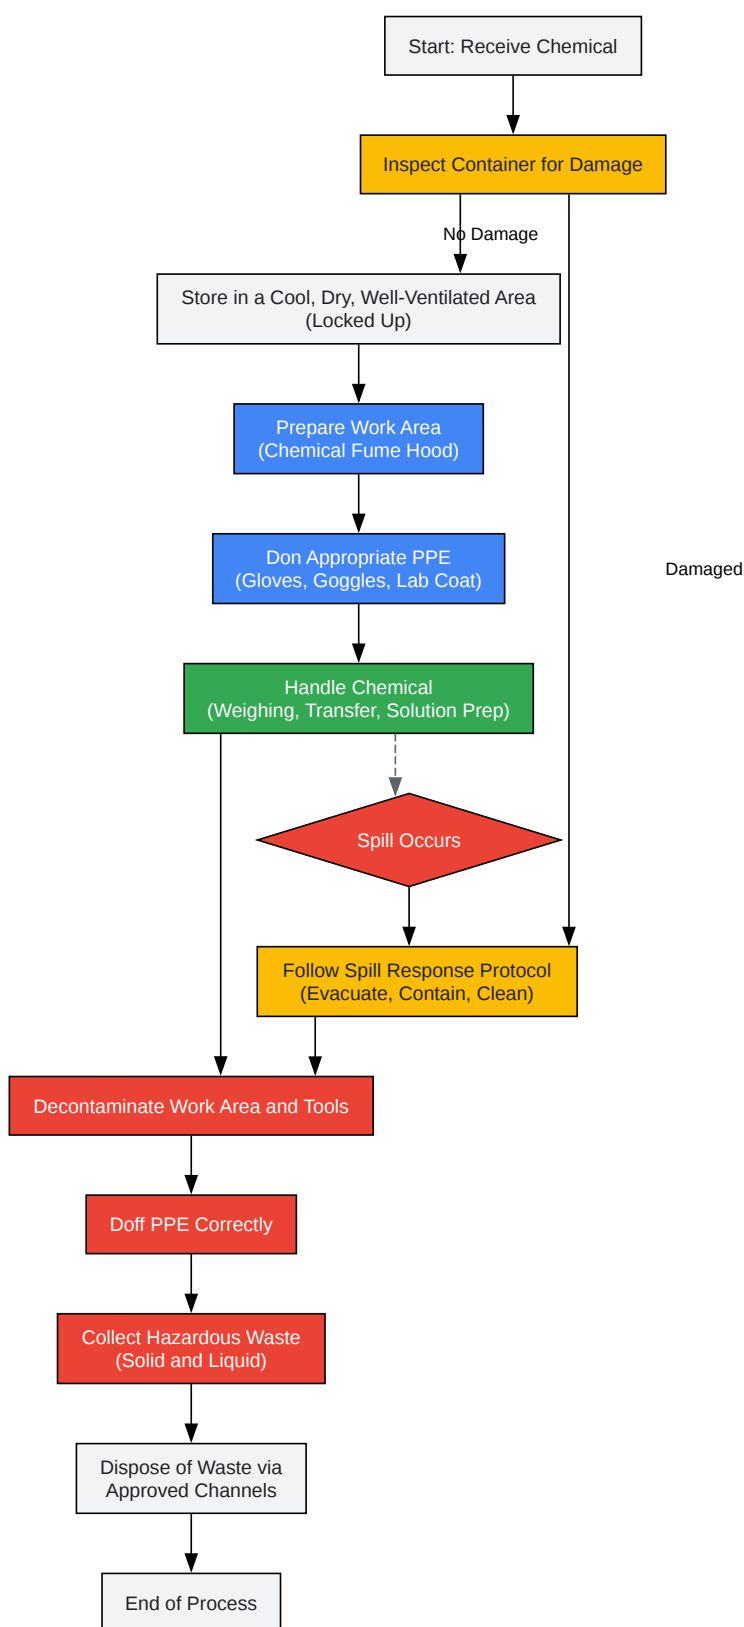 Start: Receive Chemical
Inspect Container for Damage
No Damage
Store in a Cool, Dry, Well-Ventilated Area
(Locked Up)
Prepare Work Area
(Chemical Fume Hood)
Don Appropriate PPE
(Gloves, Goggles, Lab Coat)
Damaged
Handle Chemical
(Weighing, Transfer, Solution Prep)
Spill Occurs
Follow Spill Response Protocol
(Evacuate, Contain, Clean)
Decontaminate Work Area and Tools
Doff PPE Correctly
Collect Hazardous Waste
(Solid and Liquid)
Dispose of Waste via
Approved Channels
End of Process